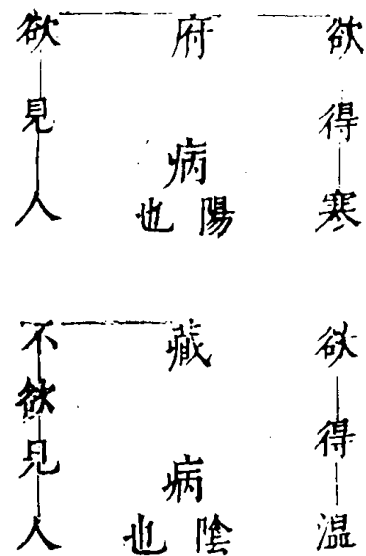 欲得寒
府病陽也
欲見人
欲得温
藏病陰也
不欲見人